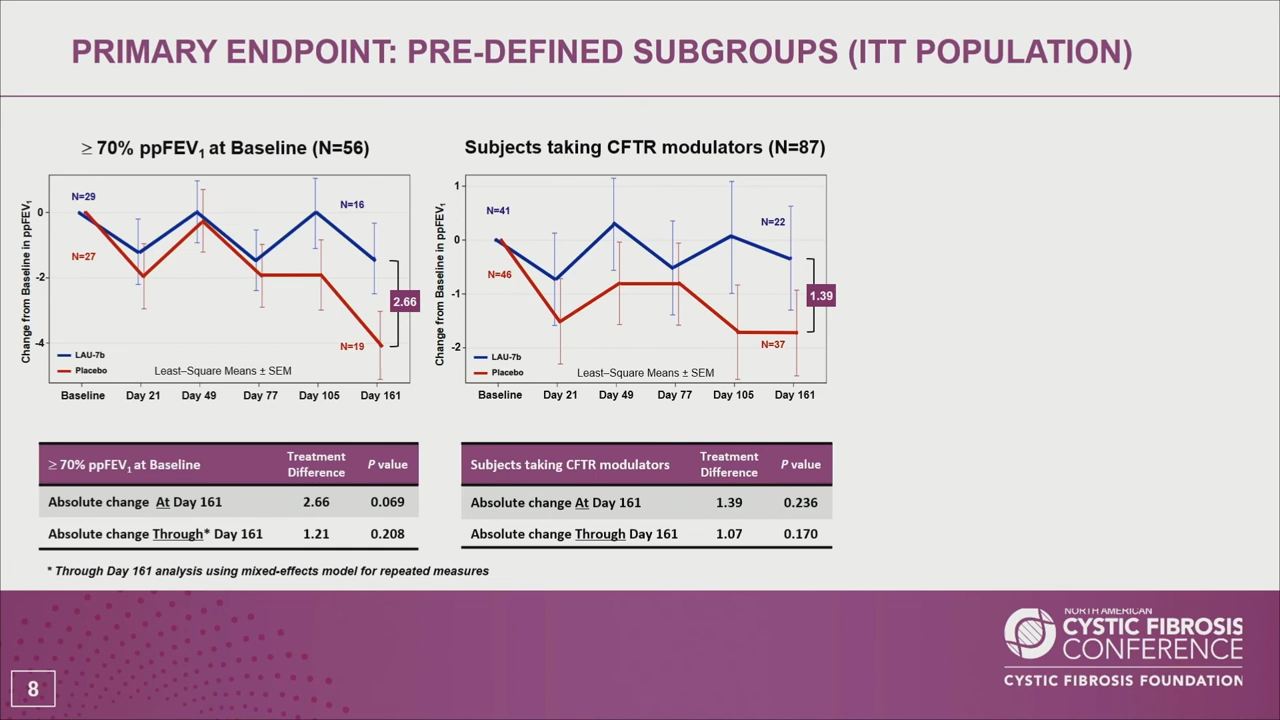 PRIMARY ENDPOINT: PRE-DEFINED SUBGROUPS (ITT POPULATION)
≥ 70% ppFEV1 at Baseline (N=56)
Change from Baseline in ppFEV1
0
-2
-4
N=29
N=27
N=16
N=19
2.66
LAU-7b
Placebo
Least–Square Means ± SEM
Baseline Day 21 Day 49 Day 77 Day 105 Day 161
Subjects taking CFTR modulators (N=87)
Change from Baseline in ppFEV1
1
0
-1
-2
N=41
N=46
N=22
N=37
1.39
LAU-7b
Placebo
Least–Square Means ± SEM
Baseline Day 21 Day 49 Day 77 Day 105 Day 161
≥ 70% ppFEV1 at Baseline Treatment Difference P value
Absolute change At Day 161 2.66 0.069
Absolute change Through* Day 161 1.21 0.208
Subjects taking CFTR modulators Treatment Difference P value
Absolute change At Day 161 1.39 0.236
Absolute change Through Day 161 1.07 0.170
* Through Day 161 analysis using mixed-effects model for repeated measures
8
NORTH AMERICAN
CYSTIC FIBROSIS
CONFERENCE
CYSTIC FIBROSIS FOUNDATION